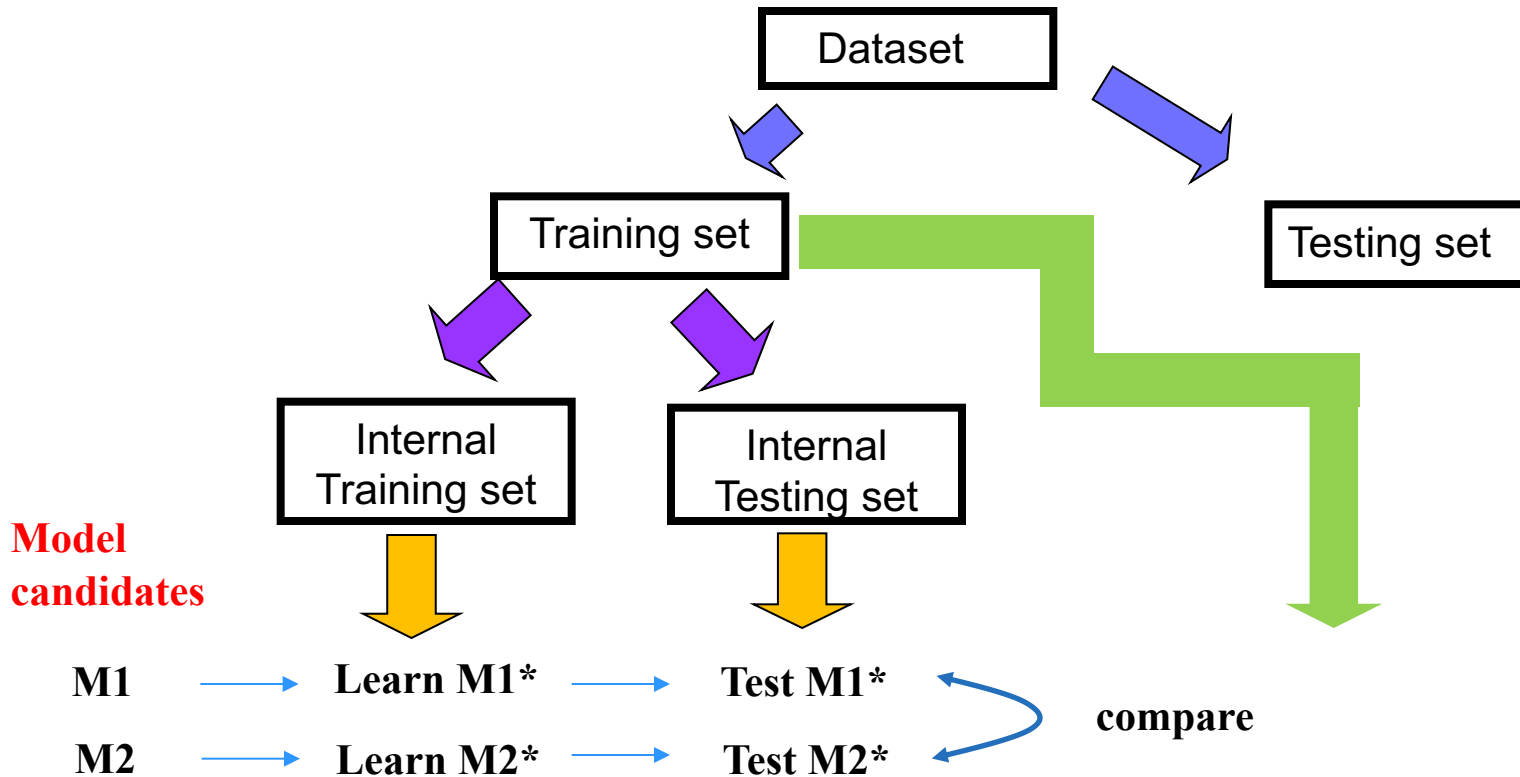 Dataset
Training set
Testing set
Internal
Training set
Internal
Testing set
Model
candidates
M1
Learn M1*
Test M1*
compare
M2
Learn M2*
Test M2*